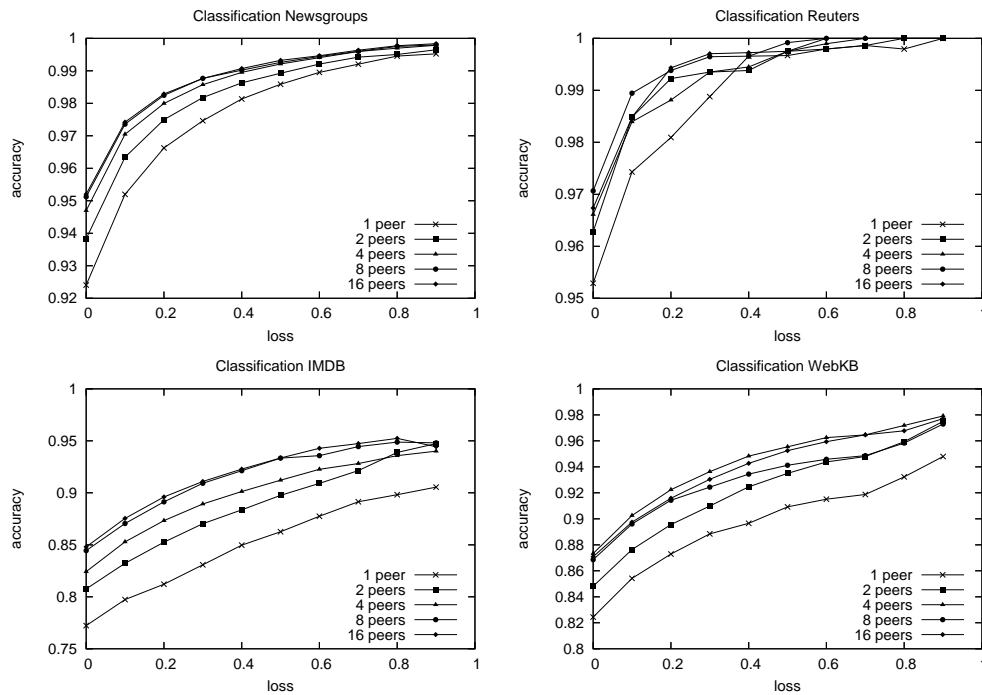 Classification Newsgroups
1
0.99
0.98
0.97
0.96
0.95
0.94
0.93
0.92
accuracy
1 peer
2 peers
4 peers
8 peers
16 peers
0 0.2 0.4 0.6 0.8 1
loss
Classification Reuters
1
0.99
0.98
0.97
0.96
0.95
accuracy
1 peer
2 peers
4 peers
8 peers
16 peers
0 0.2 0.4 0.6 0.8 1
loss
Classification IMDB
1
0.95
0.9
0.85
0.8
0.75
accuracy
1 peer
2 peers
4 peers
8 peers
16 peers
0 0.2 0.4 0.6 0.8 1
loss
Classification WebKB
1
0.98
0.96
0.94
0.92
0.9
0.88
0.86
0.84
0.82
0.8
accuracy
1 peer
2 peers
4 peers
8 peers
16 peers
0 0.2 0.4 0.6 0.8 1
loss